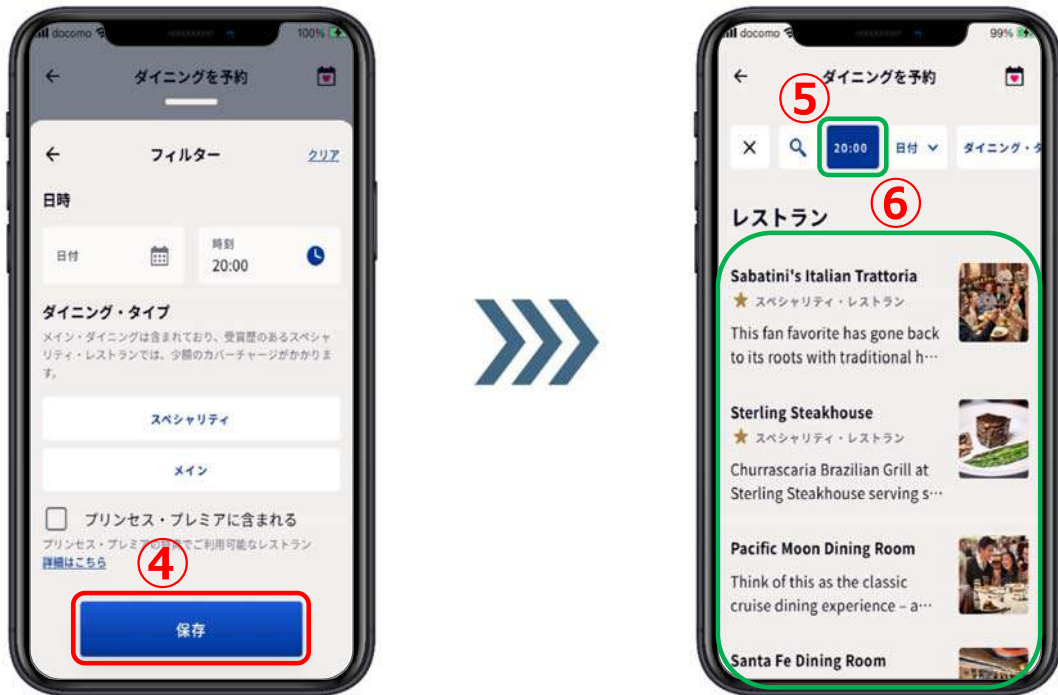 docomo
100%
ダイニングを予約
フィルター
クリア
日時
日付
時刻
20:00
ダイニング・タイプ
メイン・ダイニングは含まれており、受賞歴のあるスペシャ
リティ・レストランでは、少額のカバーチャージがかかりま
す。
スペシャリティ
メイン
プリンセス・プレミアに含まれる
プリンセス・プレミアの特典でご利用可能なレストラン
詳細はこちら
④
保存
docomo
99%
ダイニングを予約
⑤
20:00
日付
ダイニング・タ
⑥
レストラン
Sabatini's Italian Trattoria
スペシャリティ・レストラン
This fan favorite has gone back
to its roots with traditional h…
Sterling Steakhouse
スペシャリティ・レストラン
Churrascaria Brazilian Grill at
Sterling Steakhouse serving s…
Pacific Moon Dining Room
Think of this as the classic
cruise dining experience – a…
Santa Fe Dining Room